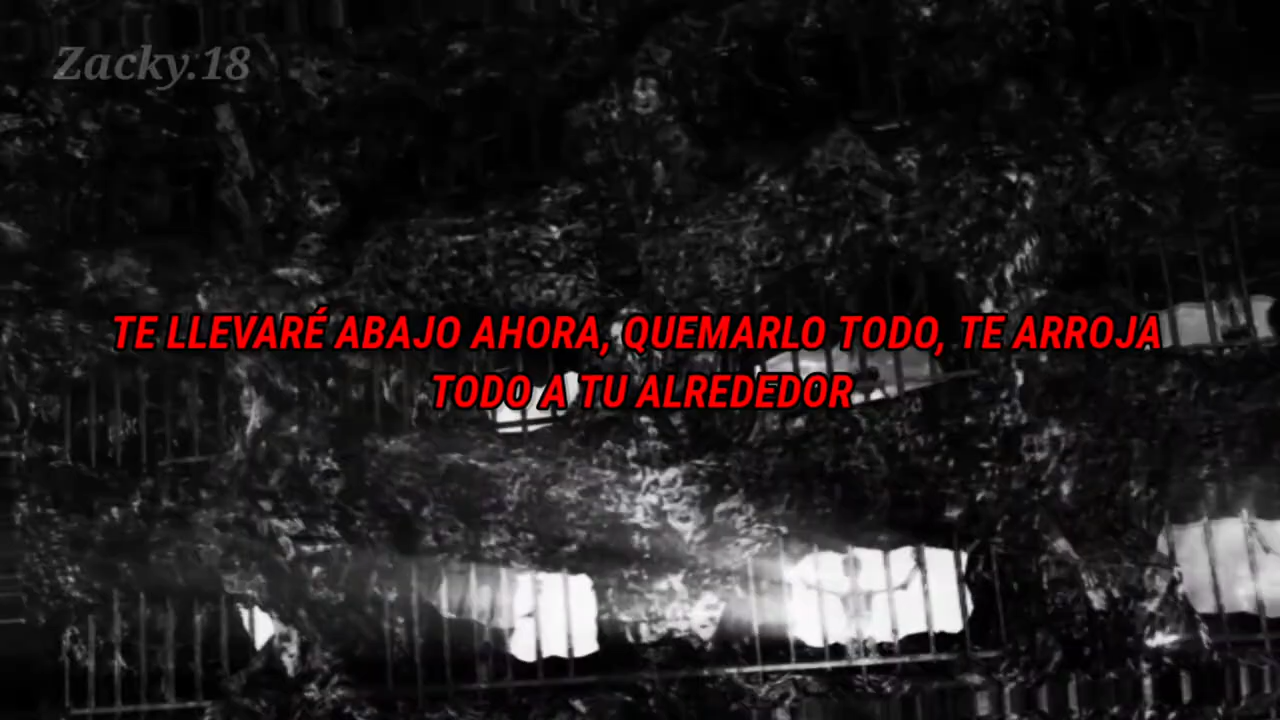 Zacky.18
TE LLEVARÉ ABAJO AHORA, QUEMARLO TODO, TE ARROJA
TODO A TU ALREDEDOR